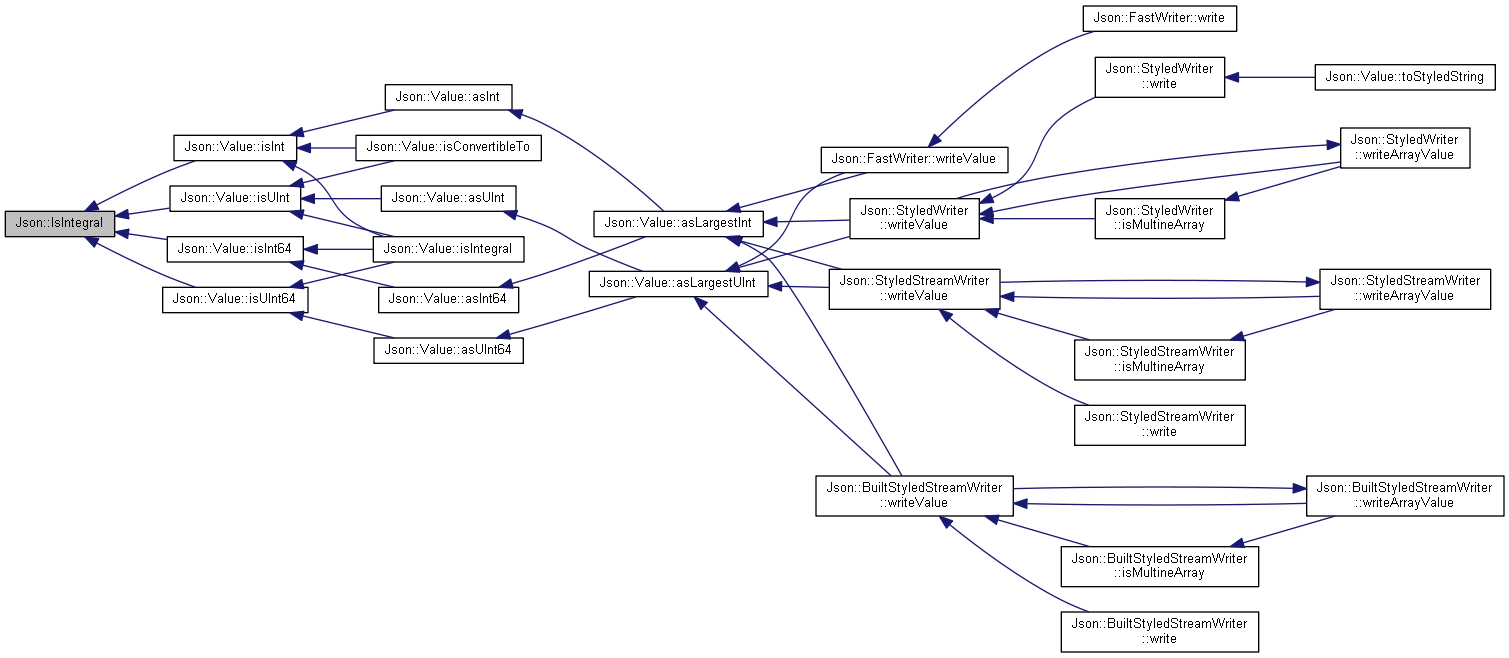 Json::FastWriter::write
Json::StyledWriter
::write
Json::Value::toStyledString
Json::Value::asInt
Json::Value::isInt
Json::Value::isConvertibleTo
Json::FastWriter::writeValue
Json::StyledWriter
::writeArrayValue
Json::Value::isUInt
Json::Value::asUInt
Json::IsIntegral
Json::Value::asLargestInt
Json::StyledWriter
::writeValue
Json::StyledWriter
::isMultineArray
Json::Value::isInt64
Json::Value::isIntegral
Json::Value::asLargestUInt
Json::StyledStreamWriter
::writeValue
Json::StyledStreamWriter
::writeArrayValue
Json::Value::isUInt64
Json::Value::asInt64
Json::Value::asUInt64
Json::StyledStreamWriter
::isMultineArray
Json::StyledStreamWriter
::write
Json::BuiltStyledStreamWriter
::writeValue
Json::BuiltStyledStreamWriter
::writeArrayValue
Json::BuiltStyledStreamWriter
::isMultineArray
Json::BuiltStyledStreamWriter
::write